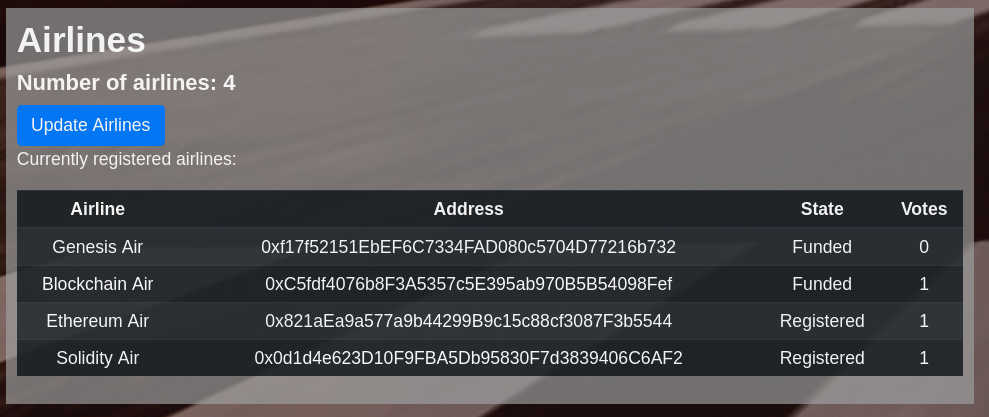 Airlines
Number of airlines: 4
Update Airlines
Currently registered airlines:
Airline Address State Votes
Genesis Air 0xf17f52151EbEF6C7334FAD080c5704D77216b732 Funded 0
Blockchain Air 0xC5fdf4076b8F3A5357c5E395ab970B5B54098Fef Funded 1
Ethereum Air 0x821aEa9a577a9b44299B9c15c88cf3087F3b5544 Registered 1
Solidity Air 0x0d1d4e623D10F9FBA5Db95830F7d3839406C6AF2 Registered 1